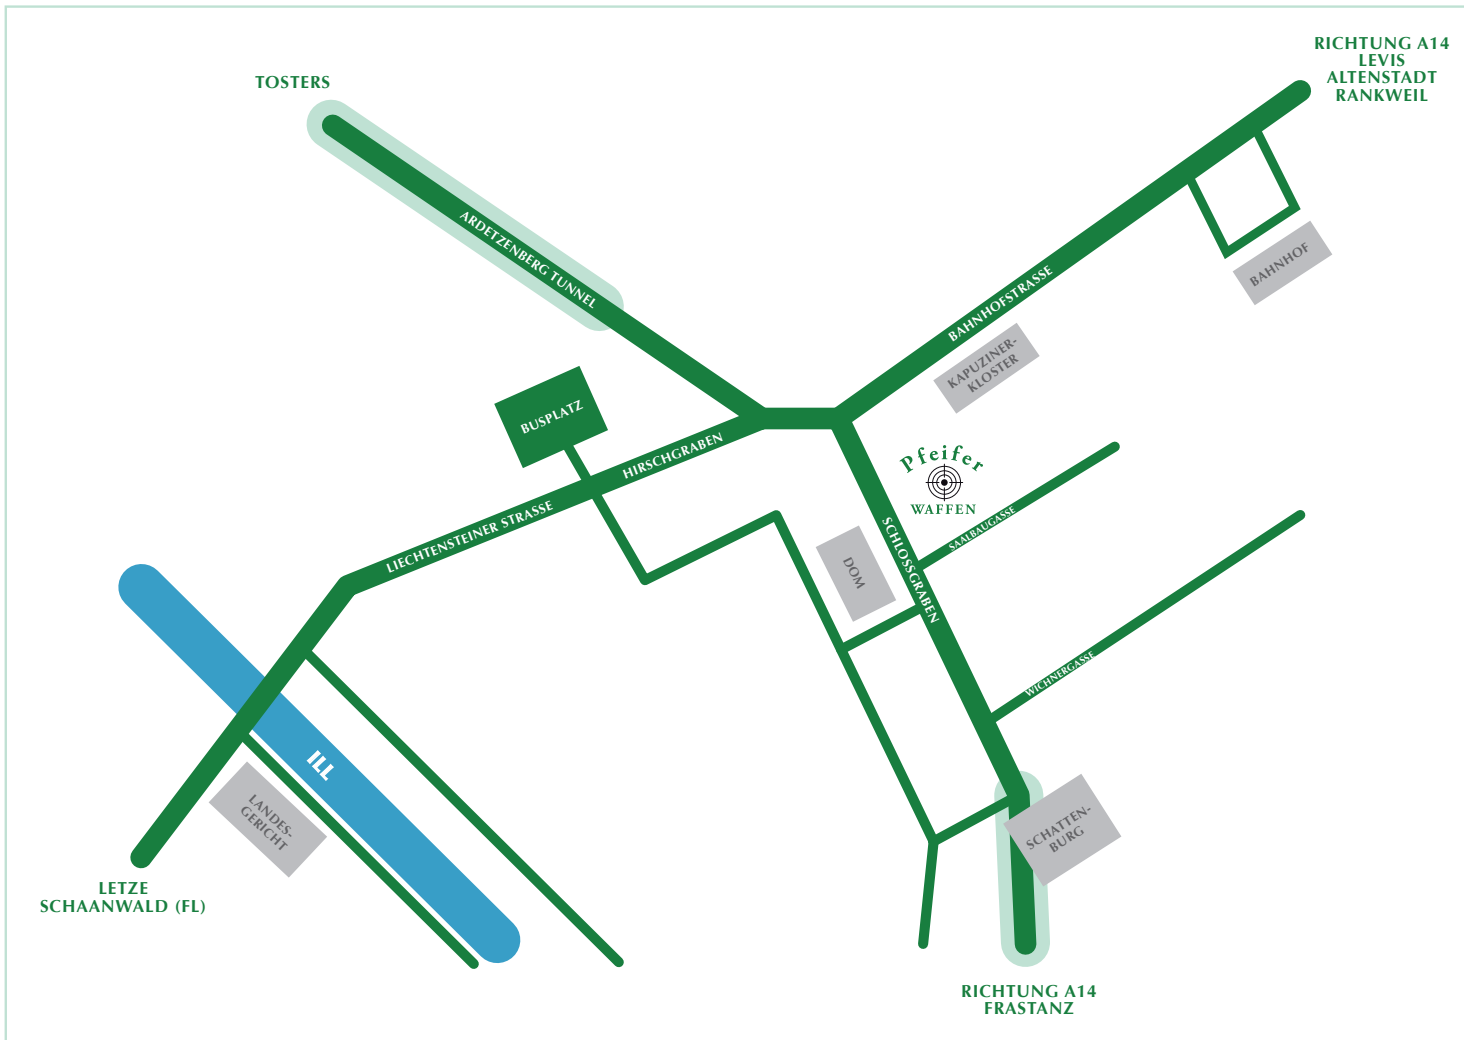 RICHTUNG A14
LEVIS
ALTENSTADT
RANKWEIL
TOSTERS
ARDETZENBERG TUNNEL
BAHNHOF
BAHNHOFSTRASSE
KAPUZINER-
KLOSTER
BUSPLATZ
HIRSCHGRABEN
Pfeifer
WAFFEN
LIECHTENSTEINER STRASSE
SCHLOSSGRABEN
SAALBAUGASSE
DOM
WICHNERGASSE
ILL
LANDES-
GERICHT
SCHATTEN-
BURG
LETZE
SCHAANWALD (FL)
RICHTUNG A14
FRASTANZ